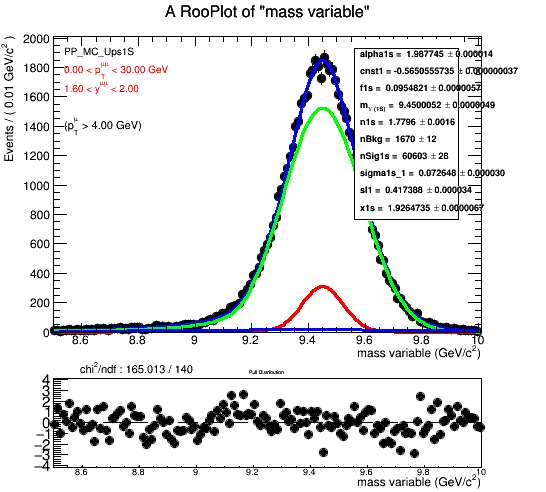 A RooPlot of "mass variable"
Events / ( 0.01 GeV/c² )
2000
1800
1600
1400
1200
1000
800
600
400
200
0
PP_MC_Ups1S
0.00 < p_T^μμ < 30.00 GeV
1.60 < y^μμ < 2.00
(p_T^μ > 4.00 GeV)
alpha1s = 1.987745 ± 0.000014
cnst1 = -0.5650555735 ± 0.000000037
f1s = 0.0954821 ± 0.0000057
m_Υ(1S) = 9.4500052 ± 0.0000049
n1s = 1.7796 ± 0.0016
nBkg = 1670 ± 12
nSig1s = 60603 ± 28
sigma1s_1 = 0.072648 ± 0.000030
sl1 = 0.417388 ± 0.000034
x1s = 1.9264735 ± 0.0000067
8.6 8.8 9 9.2 9.4 9.6 9.8 10
mass variable (GeV/c²)
chi²/ndf : 165.013 / 140
Pull Distribution
4
3
2
1
0
−1
−2
−3
−4
8.6 8.8 9 9.2 9.4 9.6 9.8 10
mass variable (GeV/c²)